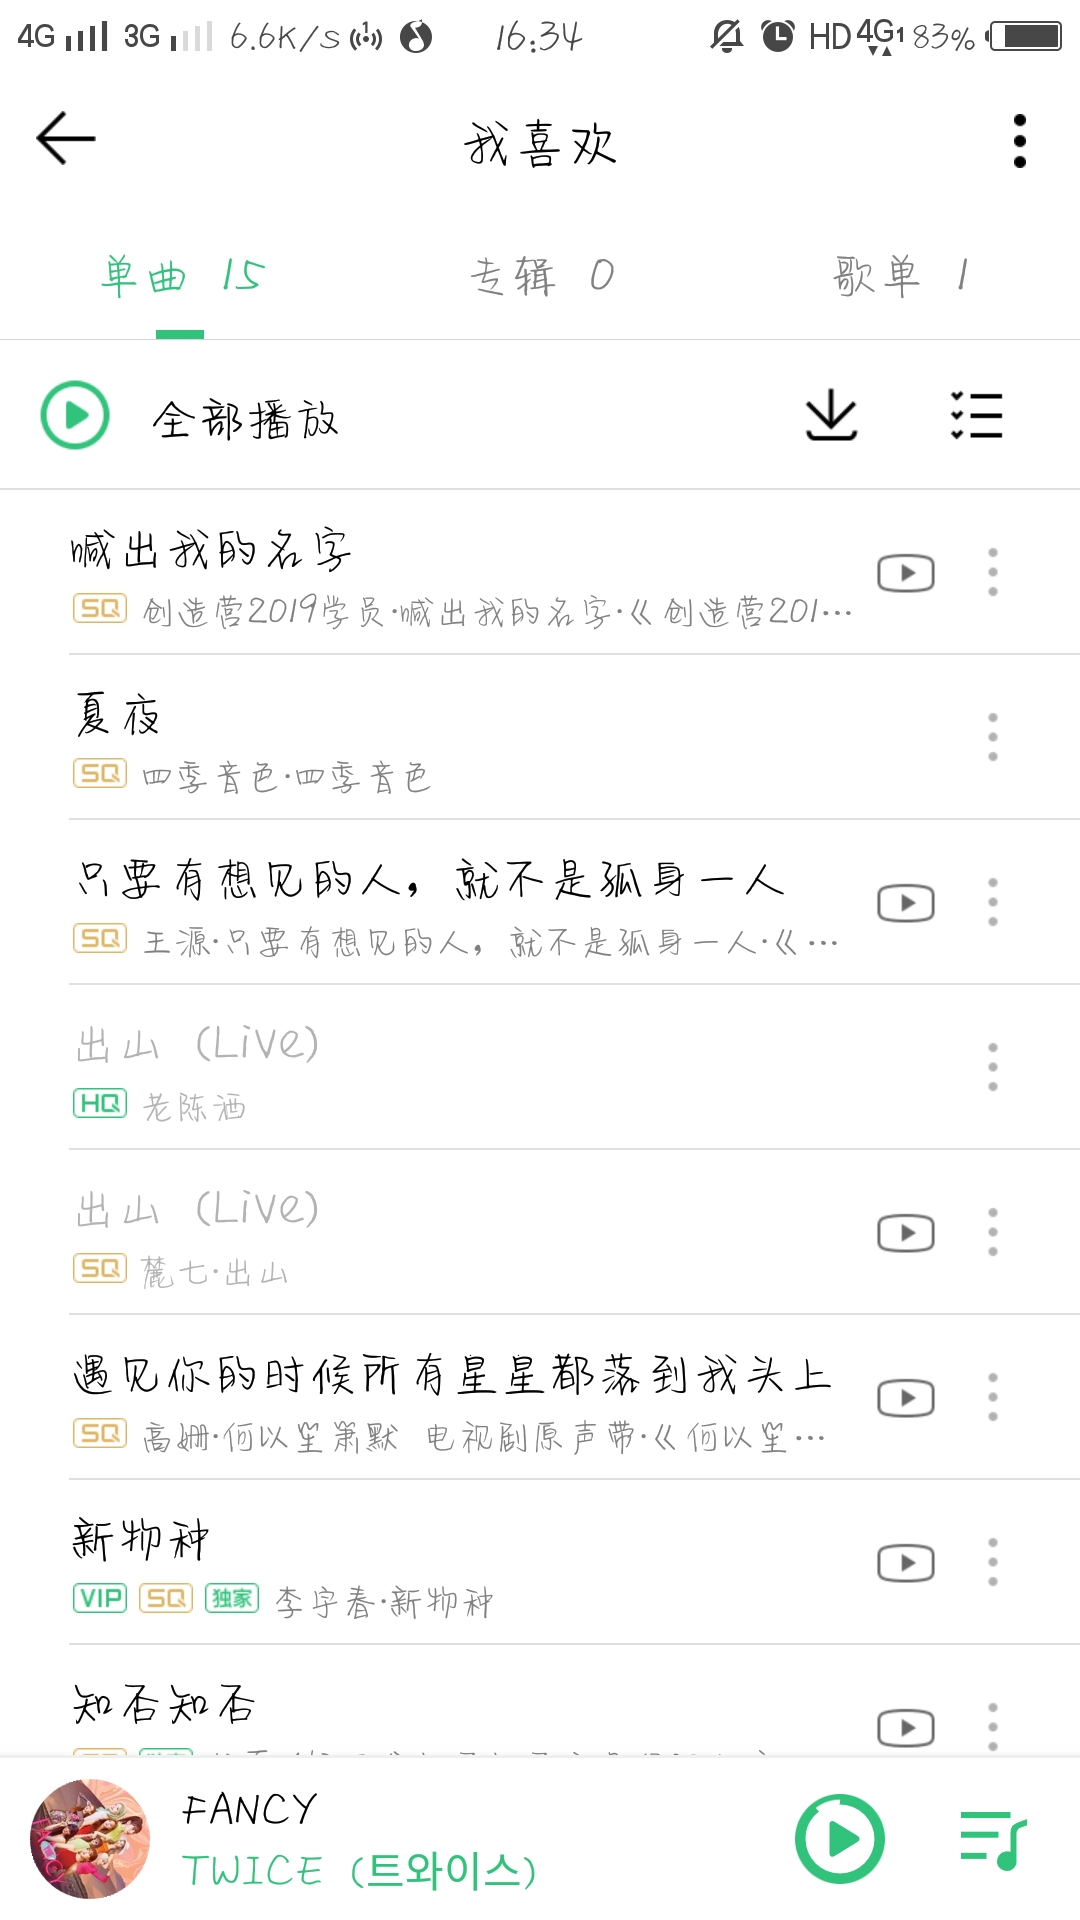 4G 3G 6.6K/s 16:34 HD 4G1 83%
我喜欢
单曲 15 专辑 0 歌单 1
全部播放
喊出我的名字
SQ 创造营2019学员·喊出我的名字·《创造营201…
夏夜
SQ 四季音色·四季音色
只要有想见的人，就不是孤身一人
SQ 王源·只要有想见的人，就不是孤身一人·《…
出山 (Live)
HQ 老陈酒
出山 (Live)
SQ 麓七·出山
遇见你的时候所有星星都落到我头上
SQ 高姗·何以笙箫默 电视剧原声带·《何以笙…
新物种
VIP SQ 独家 李宇春·新物种
知否知否
FANCY
TWICE (트와이스)